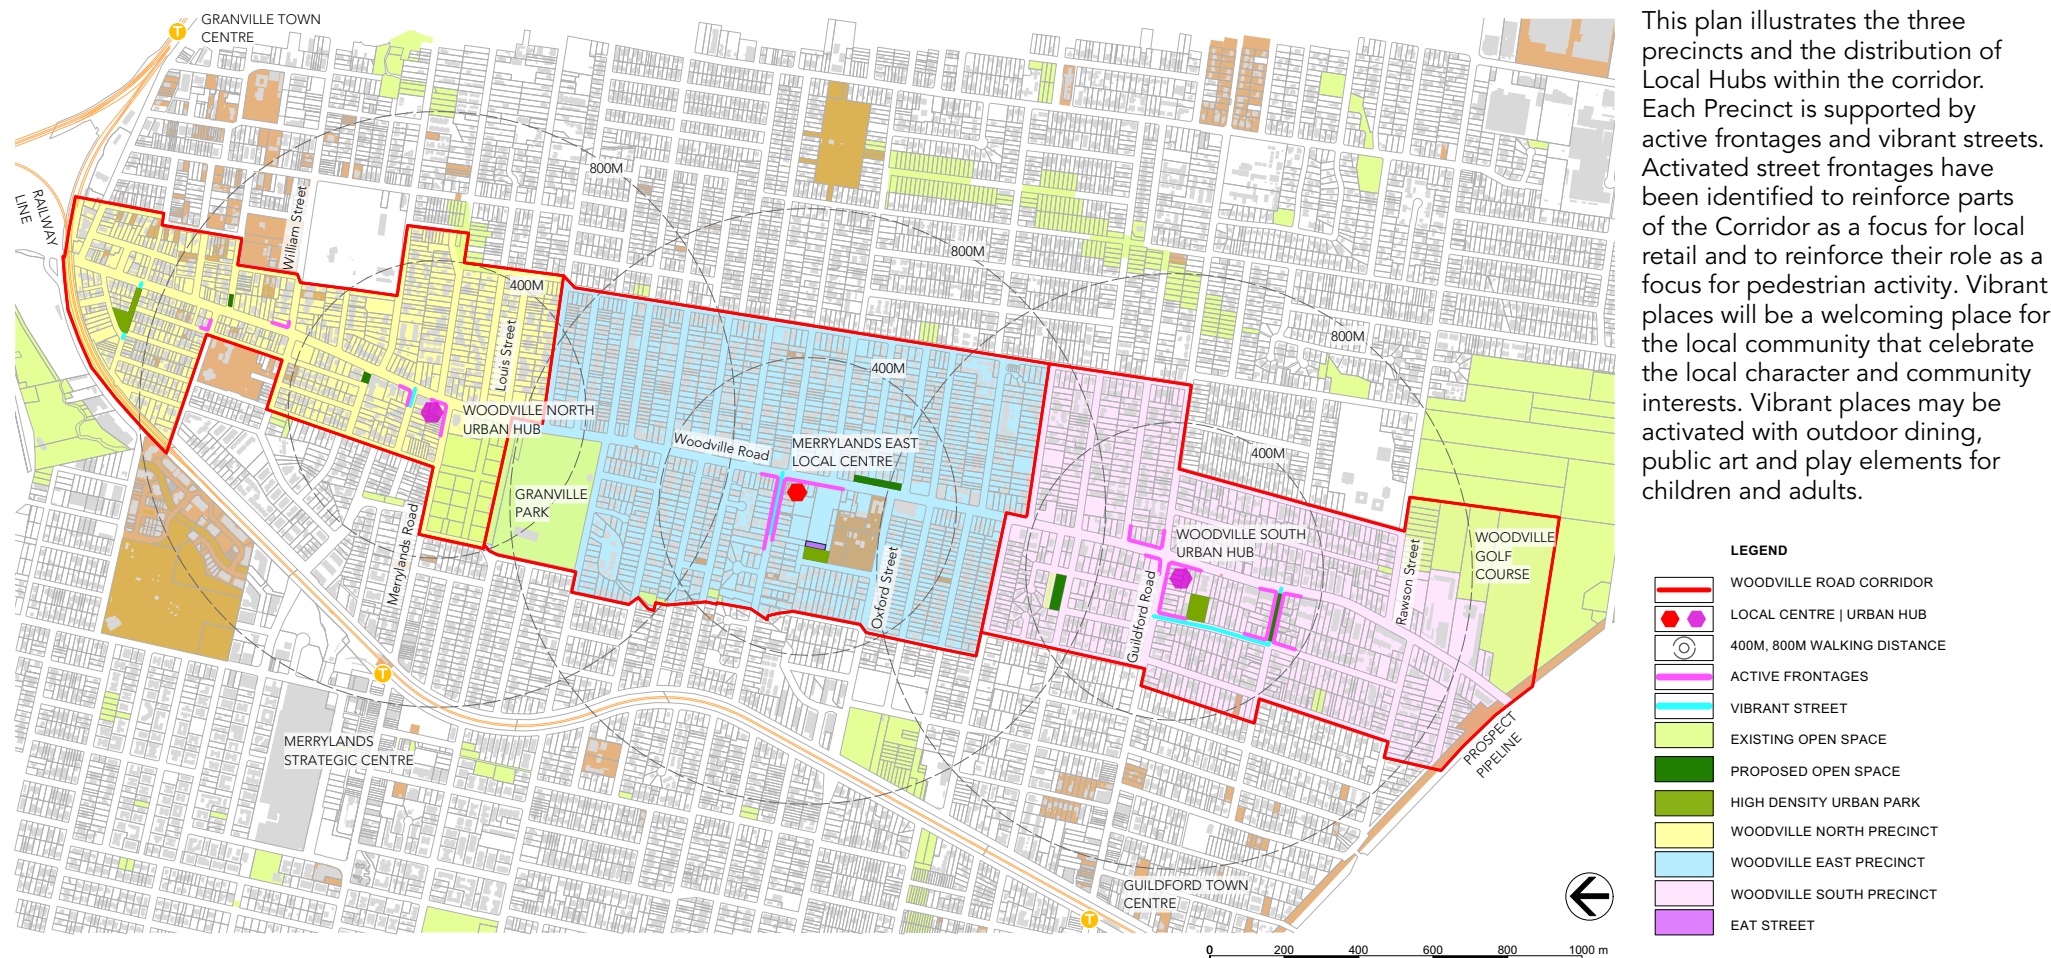 GRANVILLE TOWN
CENTRE
T
RAILWAY
LINE
William Street
800M
800M
800M
400M
400M
400M
Louis Street
WOODVILLE NORTH
URBAN HUB
Woodville Road
MERRYLANDS EAST
LOCAL CENTRE
GRANVILLE
PARK
Merrylands Road
Oxford Street
WOODVILLE SOUTH
URBAN HUB
Guildford Road
Rawson Street
WOODVILLE
GOLF
COURSE
PROSPECT
PIPELINE
T
MERRYLANDS
STRATEGIC CENTRE
GUILDFORD TOWN
CENTRE
T
0 200 400 600 800 1000 m
This plan illustrates the three
precincts and the distribution of
Local Hubs within the corridor.
Each Precinct is supported by
active frontages and vibrant streets.
Activated street frontages have
been identified to reinforce parts
of the Corridor as a focus for local
retail and to reinforce their role as a
focus for pedestrian activity. Vibrant
places will be a welcoming place for
the local community that celebrate
the local character and community
interests. Vibrant places may be
activated with outdoor dining,
public art and play elements for
children and adults.
LEGEND
WOODVILLE ROAD CORRIDOR
LOCAL CENTRE | URBAN HUB
400M, 800M WALKING DISTANCE
ACTIVE FRONTAGES
VIBRANT STREET
EXISTING OPEN SPACE
PROPOSED OPEN SPACE
HIGH DENSITY URBAN PARK
WOODVILLE NORTH PRECINCT
WOODVILLE EAST PRECINCT
WOODVILLE SOUTH PRECINCT
EAT STREET